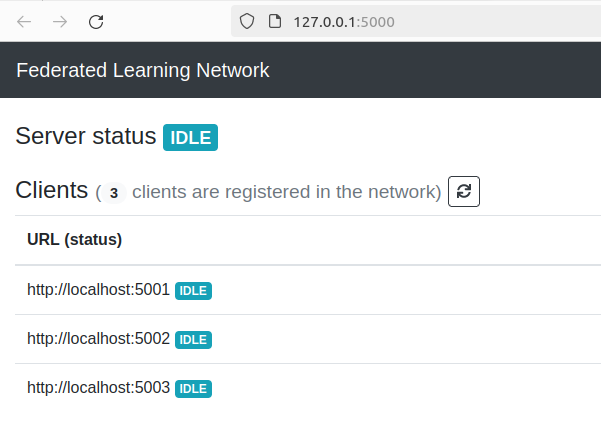 127.0.0.1:5000
Federated Learning Network
Server status IDLE
Clients ( 3 clients are registered in the network)
URL (status)
http://localhost:5001 IDLE
http://localhost:5002 IDLE
http://localhost:5003 IDLE